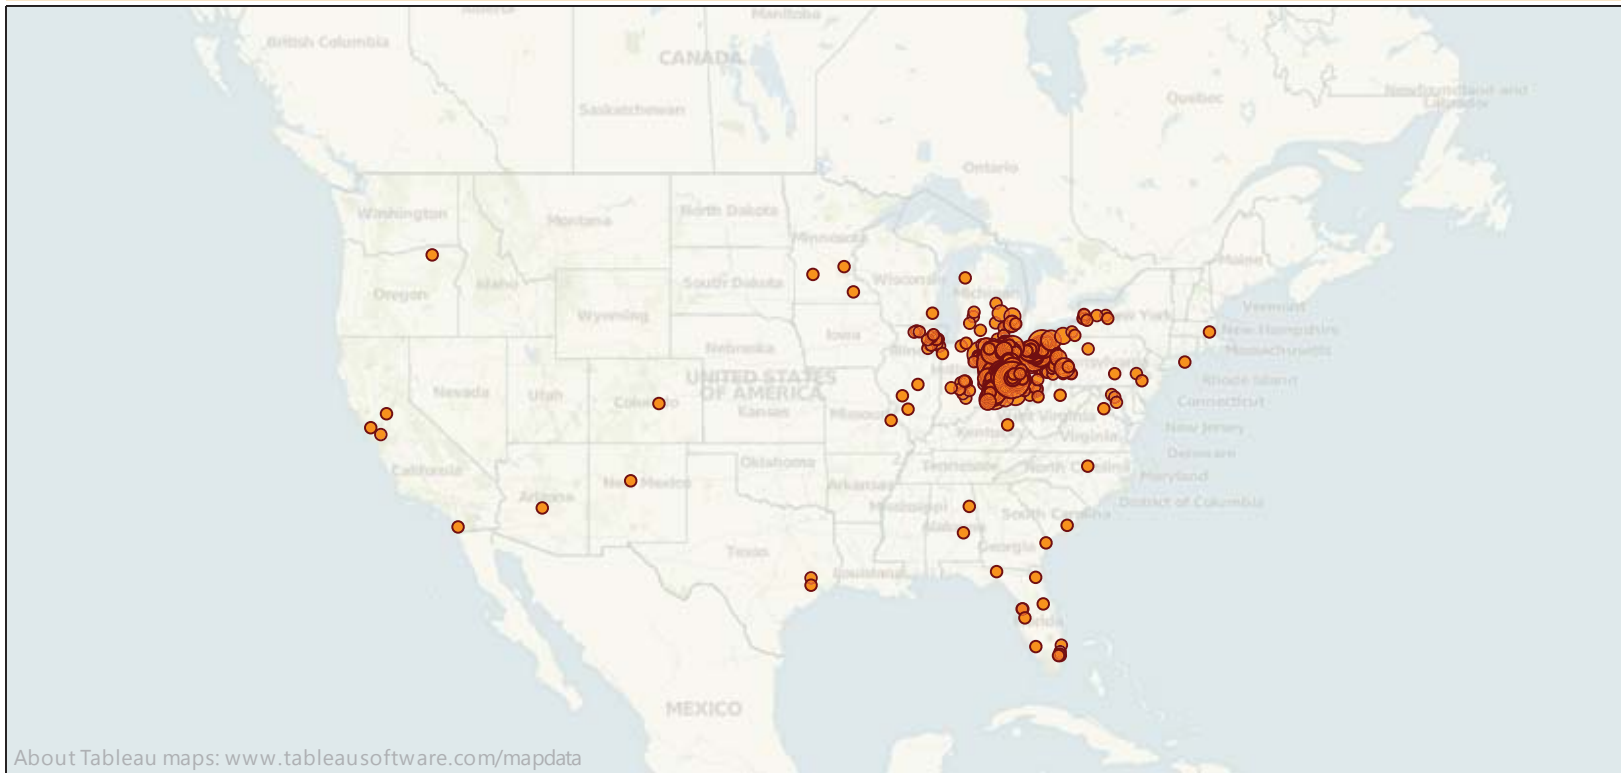 Alberta
Manitoba
British Columbia
CANADA
Saskatchewan
Newfoundland and
Labrador
Quebec
Ontario
Washington
Montana
North Dakota
Minnesota
Maine
Oregon
Idaho
South Dakota
Wisconsin
Michigan
Vermont
Wyoming
New York
New Hampshire
Iowa
Massachusetts
Nebraska
Illinois
Pennsylvania
Nevada
Utah
Colorado
UNITED STATES
OF AMERICA
Kansas
Missouri
West Virginia
Rhode Island
Connecticut
Kentucky
Virginia
New Jersey
Delaware
California
Oklahoma
Tennessee
North Carolina
Maryland
Arizona
New Mexico
Arkansas
Mississippi
South Carolina
District of Columbia
Alabama
Georgia
Texas
Louisiana
Florida
MEXICO
About Tableau maps: www.tableausoftware.com/mapdata